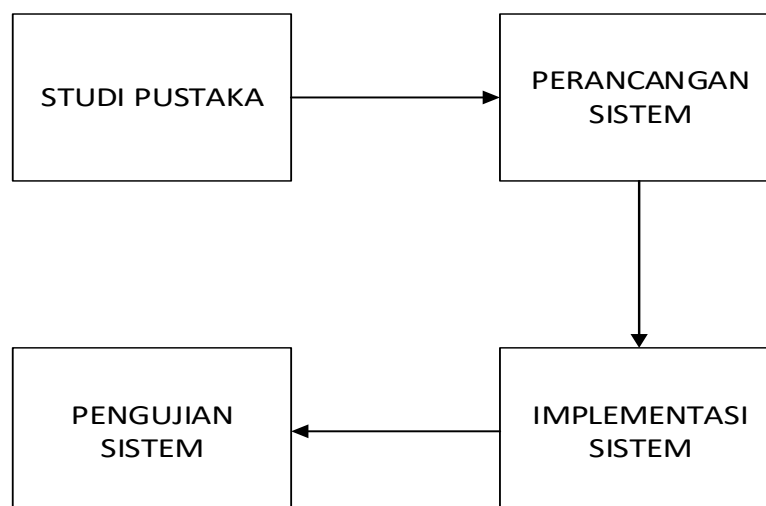 STUDI PUSTAKA
PERANCANGAN
SISTEM
IMPLEMENTASI
SISTEM
PENGUJIAN
SISTEM